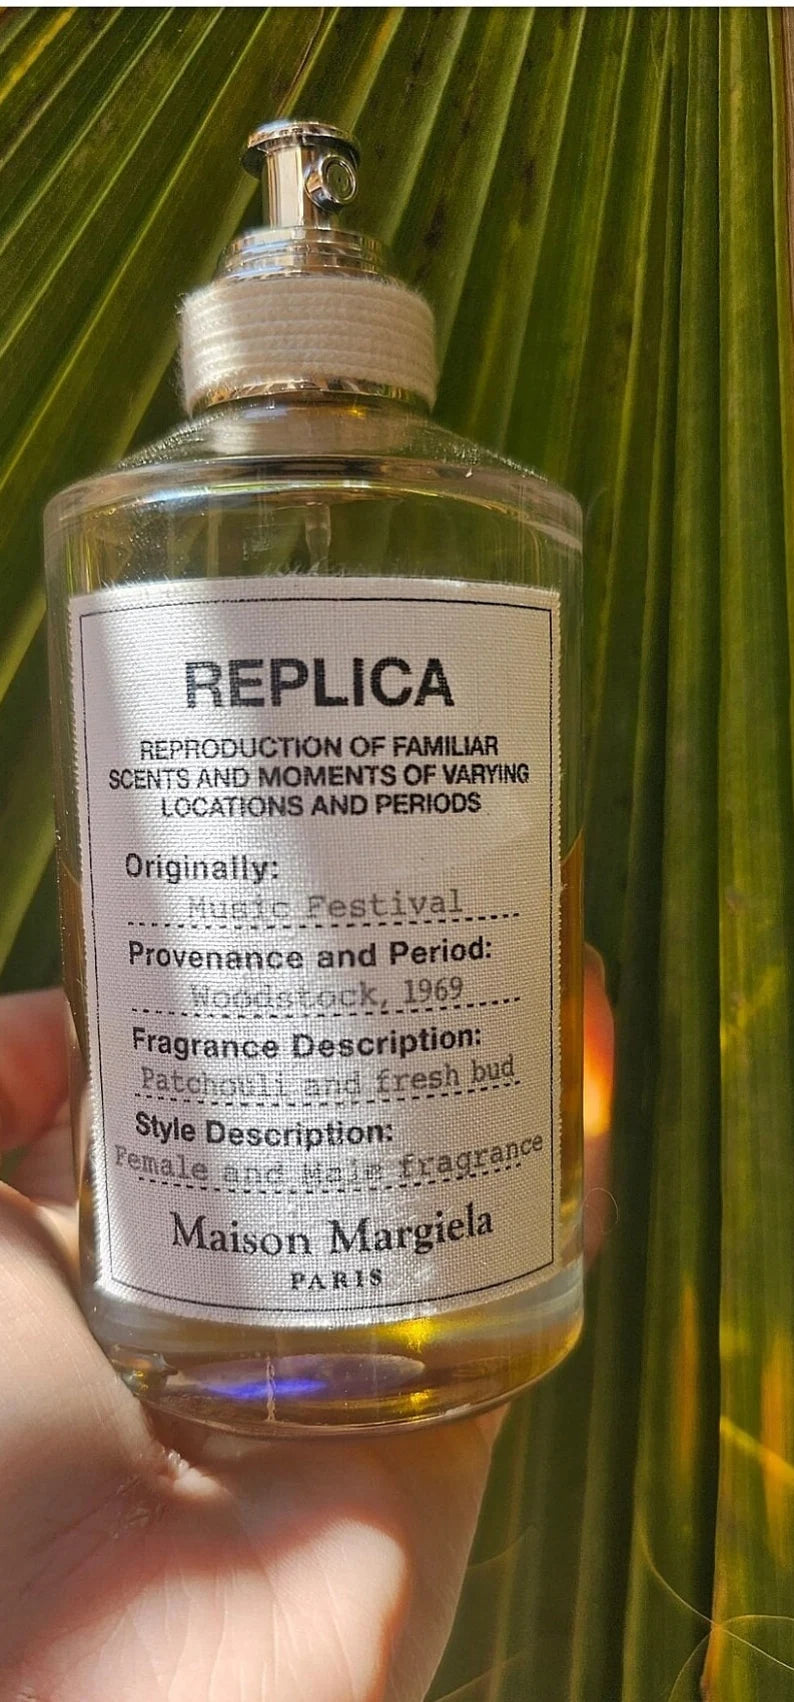 REPLICA
REPRODUCTION OF FAMILIAR
SCENTS AND MOMENTS OF VARYING
LOCATIONS AND PERIODS
Originally:
Music Festival
Provenance and Period:
Woodstock, 1969
Fragrance Description:
Patchouli and fresh bud
Style Description:
Female and Male fragrance
Maison Margiela
PARIS